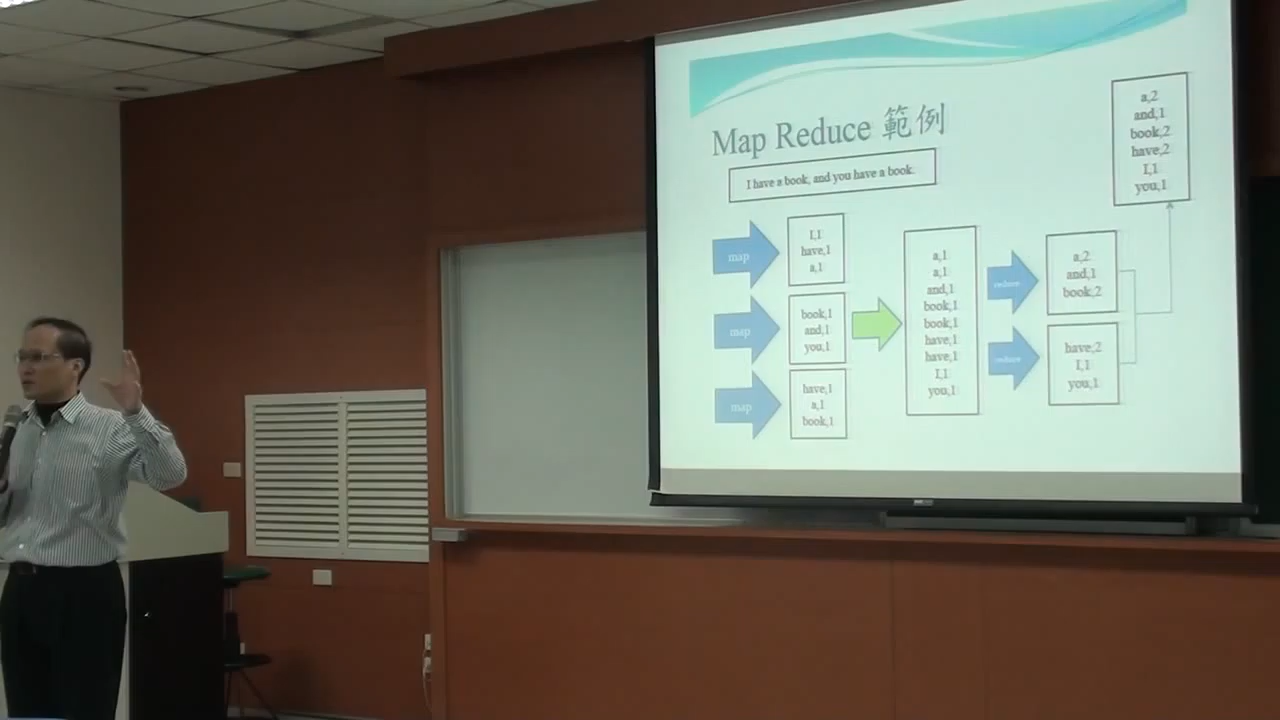 Map Reduce 範例
I have a book, and you have a book.
map
I,1
have,1
a,1
map
book,1
and,1
you,1
map
have,1
a,1
book,1
a,1
a,1
and,1
book,1
book,1
have,1
have,1
I,1
you,1
reduce
a,2
and,1
book,2
reduce
have,2
I,1
you,1
a,2
and,1
book,2
have,2
I,1
you,1